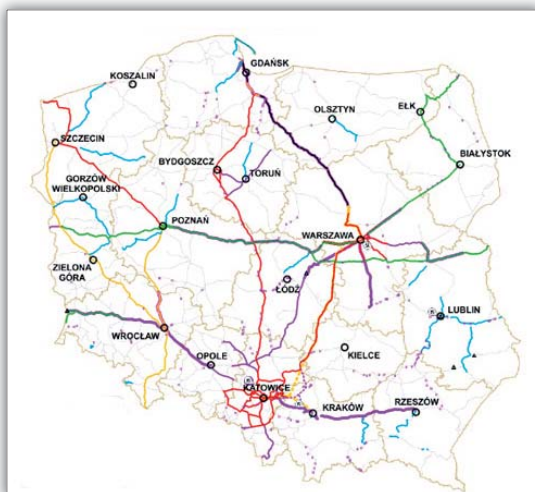 GDAŃSK
KOSZALIN
EŁK
OLSZTYN
SZCZECIN
BYDGOSZCZ
BIAŁYSTOK
TORUŃ
GORZÓW
WIELKOPOLSKI
POZNAŃ
WARSZAWA
ZIELONA
GÓRA
ŁÓDŹ
LUBLIN
WROCŁAW
OPOLE
KIELCE
KATOWICE
KRAKÓW
RZESZÓW